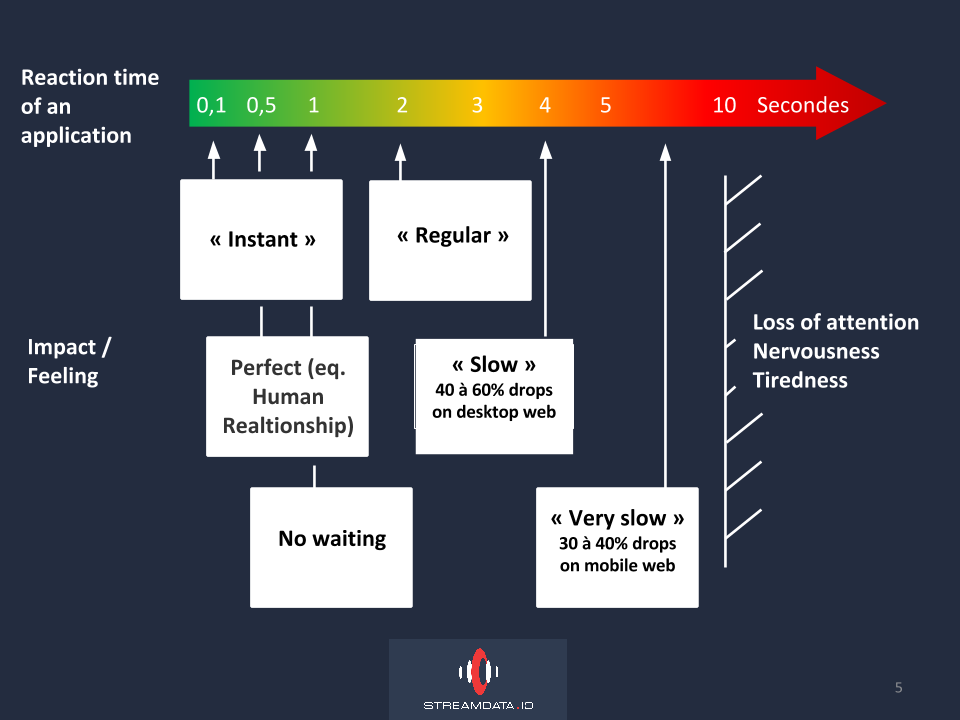 Reaction time
of an
application
0,1 0,5 1 2 3 4 5 10 Secondes
« Instant »
« Regular »
Impact /
Feeling
Perfect (eq.
Human
Realtionship)
« Slow »
40 à 60% drops
on desktop web
Loss of attention
Nervousness
Tiredness
No waiting
« Very slow »
30 à 40% drops
on mobile web
STREAMDATA.IO
5